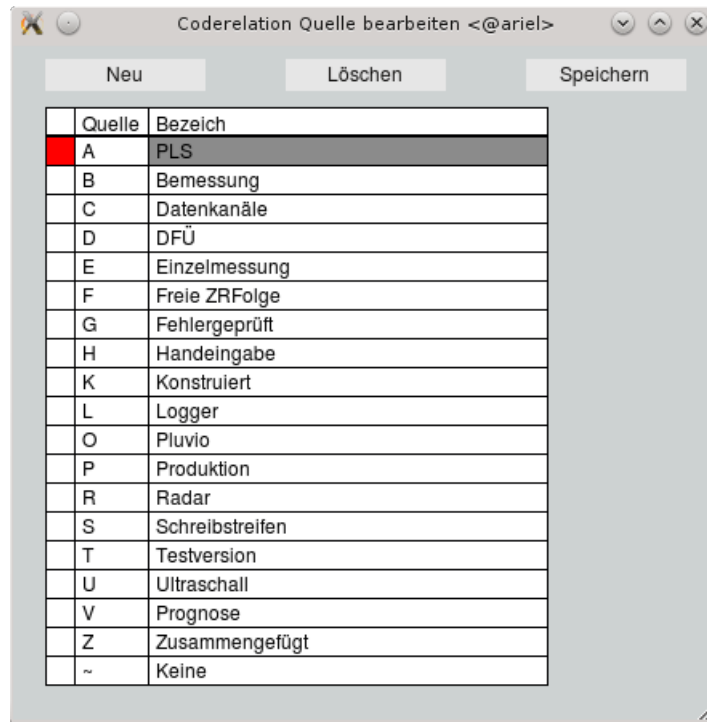 Coderelation Quelle bearbeiten <@ariel>
Neu Löschen Speichern
Quelle Bezeich
A PLS
B Bemessung
C Datenkanäle
D DFÜ
E Einzelmessung
F Freie ZRFolge
G Fehlergeprüft
H Handeingabe
K Konstruiert
L Logger
O Pluvio
P Produktion
R Radar
S Schreibstreifen
T Testversion
U Ultraschall
V Prognose
Z Zusammengefügt
~ Keine